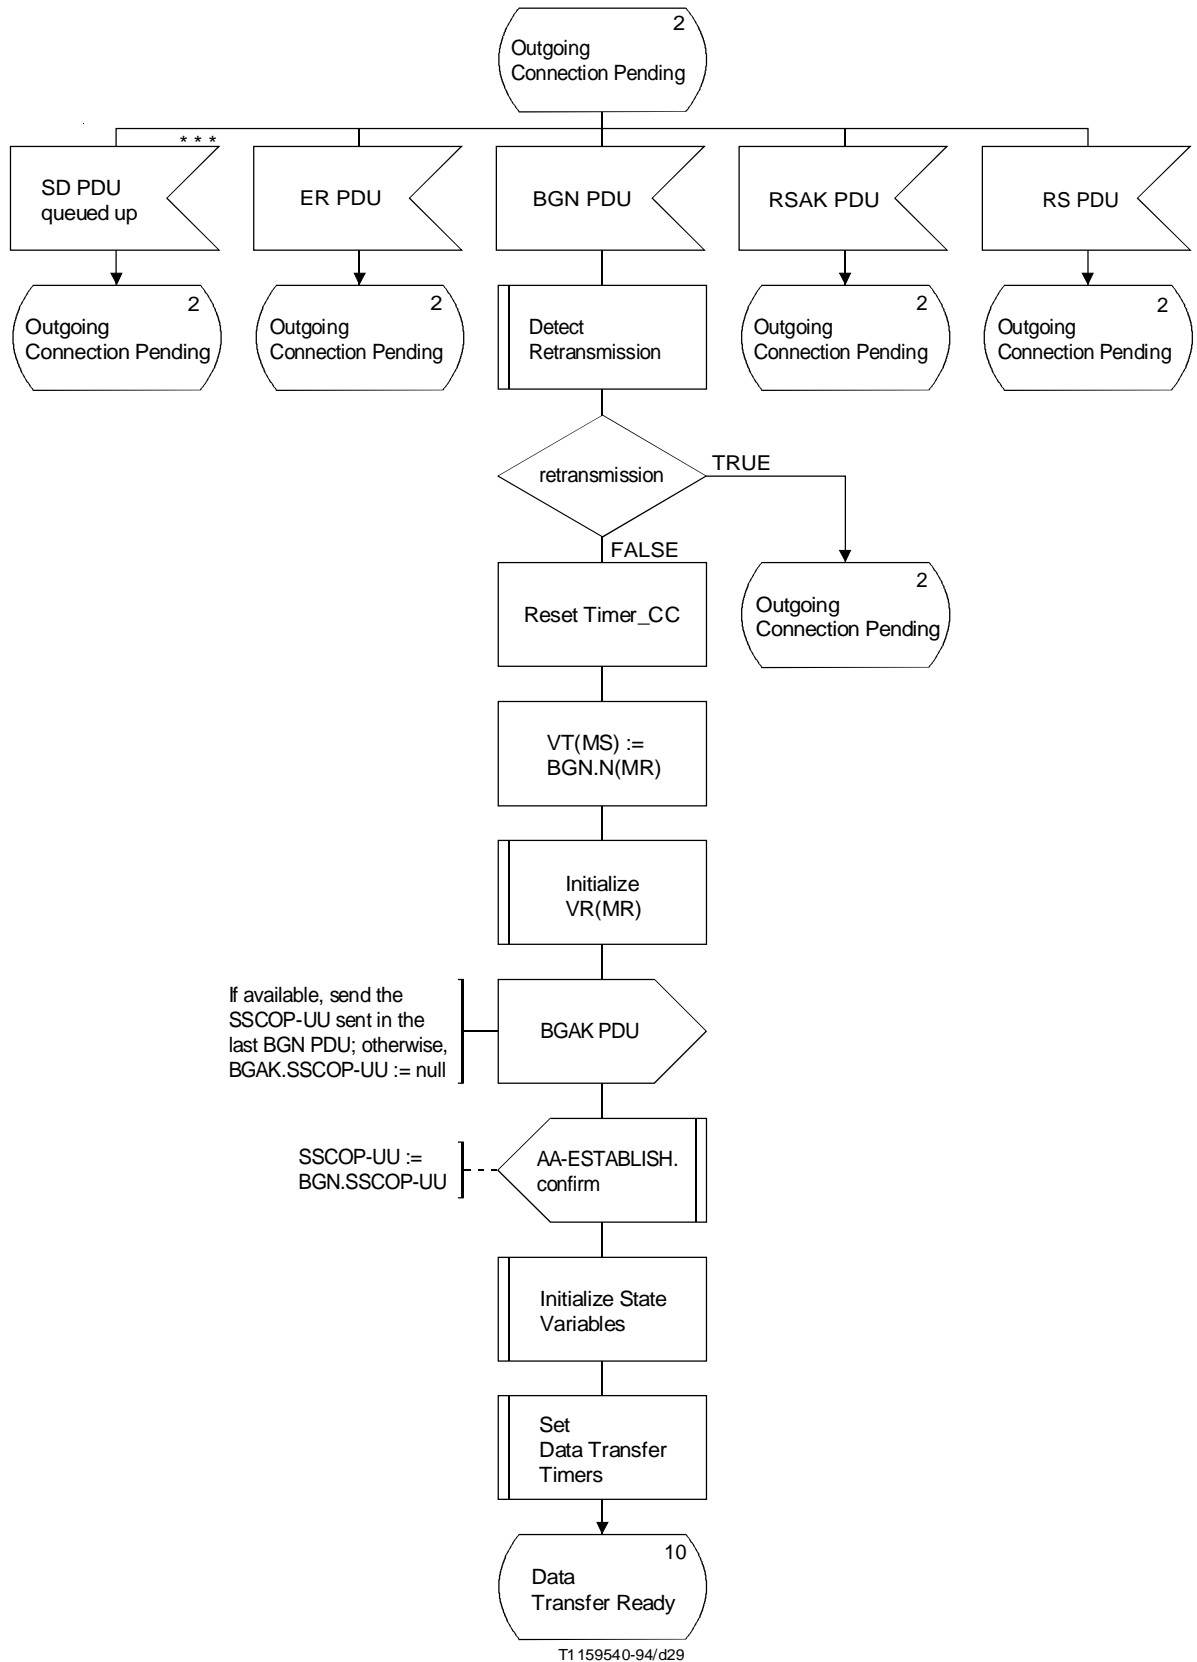 2
Outgoing
Connection Pending
* * *
SD PDU
queued up
ER PDU
BGN PDU
RSAK PDU
RS PDU
2
Outgoing
Connection Pending
2
Outgoing
Connection Pending
Detect
Retransmission
2
Outgoing
Connection Pending
2
Outgoing
Connection Pending
retransmission
TRUE
FALSE
2
Outgoing
Connection Pending
Reset Timer_CC
VT(MS) :=
BGN.N(MR)
Initialize
VR(MR)
If available, send the
SSCOP-UU sent in the
last BGN PDU; otherwise,
BGAK.SSCOP-UU := null
BGAK PDU
SSCOP-UU :=
BGN.SSCOP-UU
AA-ESTABLISH.
confirm
Initialize State
Variables
Set
Data Transfer
Timers
10
Data
Transfer Ready
T1159540-94/d29